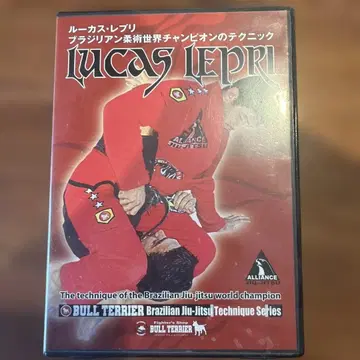 ルーカス・レプリ
ブラジリアン柔術世界チャンピオンのテクニック
LUCAS LEPRI
ALLIANCE
The technique of the Brazilian Jiu-jitsu world champion
BULL TERRIER Brazilian Jiu-Jitsu Technique Series
Fighter's Shop
BULL TERRIER